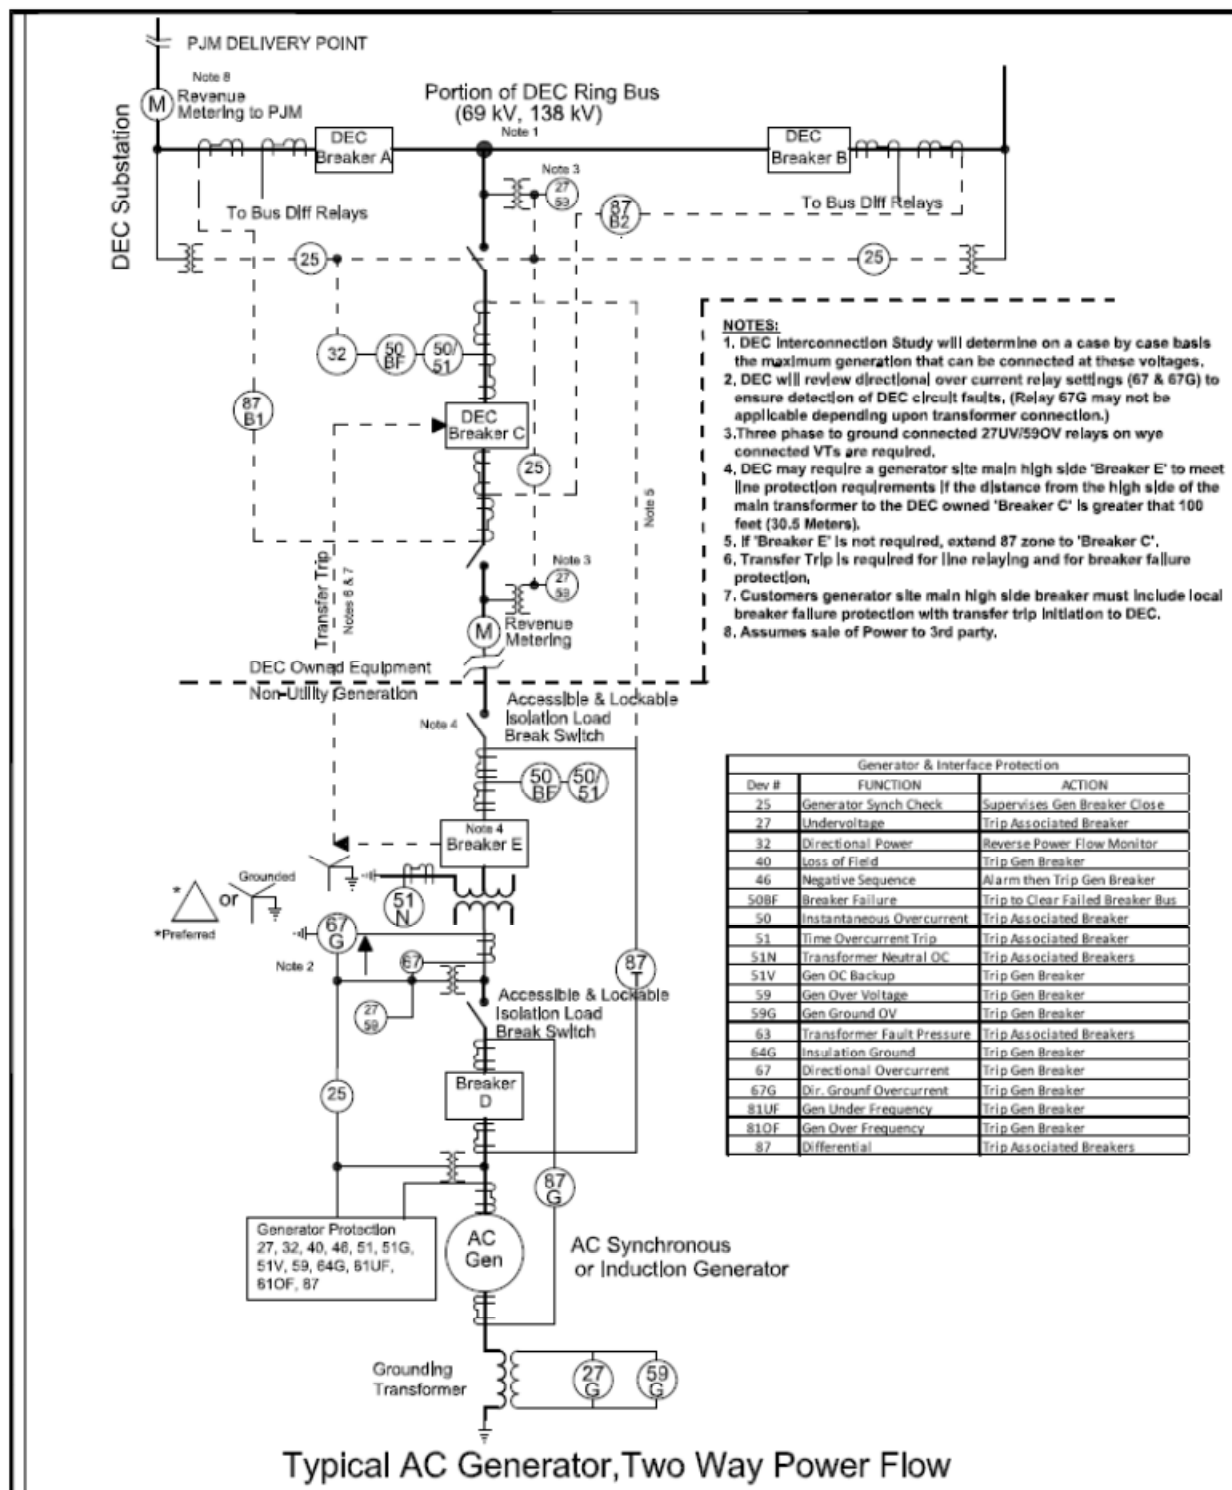 PJM DELIVERY POINT
Note 8
M
Revenue
Metering to PJM
Portion of DEC Ring Bus
(69 kV, 138 kV)
Note 1
DEC Substation
DEC
Breaker A
DEC
Breaker B
To Bus Diff Relays
To Bus Diff Relays
Note 3
27
59
87
B2
25
25
32
50
BF
50/
51
87
B1
DEC
Breaker C
25
Note 5
Transfer Trip
Notes 6 & 7
Note 3
27
59
M
Revenue
Metering
DEC Owned Equipment
Non-Utility Generation
NOTES:
1. DEC Interconnection Study will determine on a case by case basis
the maximum generation that can be connected at these voltages.
2. DEC will review directional over current relay settings (67 & 67G) to
ensure detection of DEC circuit faults. (Relay 67G may not be
applicable depending upon transformer connection.)
3.Three phase to ground connected 27UV/59OV relays on wye
connected VTs are required.
4. DEC may require a generator site main high side 'Breaker E' to meet
line protection requirements if the distance from the high side of the
main transformer to the DEC owned 'Breaker C' is greater that 100
feet (30.5 Meters).
5. If 'Breaker E' is not required, extend 87 zone to 'Breaker C'.
6. Transfer Trip is required for line relaying and for breaker failure
protection.
7. Customers generator site main high side breaker must include local
breaker failure protection with transfer trip initiation to DEC.
8. Assumes sale of Power to 3rd party.
Note 4
Accessible & Lockable
Isolation Load
Break Switch
50
BF
50/
51
Note 4
Breaker E
* or
Grounded
*Preferred
51
N
67
G
Note 2
67
87
T
27
59
Accessible & Lockable
Isolation Load
Break Switch
25
Breaker
D
87
G
Generator Protection
27, 32, 40, 46, 51, 51G,
51V, 59, 64G, 81UF,
81OF, 87
AC
Gen
AC Synchronous
or Induction Generator
Grounding
Transformer
27
G
59
G
Generator & Interface Protection
Dev # FUNCTION ACTION
25 Generator Synch Check Supervises Gen Breaker Close
27 Undervoltage Trip Associated Breaker
32 Directional Power Reverse Power Flow Monitor
40 Loss of Field Trip Gen Breaker
46 Negative Sequence Alarm then Trip Gen Breaker
50BF Breaker Failure Trip to Clear Failed Breaker Bus
50 Instantaneous Overcurrent Trip Associated Breaker
51 Time Overcurrent Trip Trip Associated Breaker
51N Transformer Neutral OC Trip Associated Breakers
51V Gen OC Backup Trip Gen Breaker
59 Gen Over Voltage Trip Gen Breaker
59G Gen Ground OV Trip Gen Breaker
63 Transformer Fault Pressure Trip Associated Breakers
64G Insulation Ground Trip Gen Breaker
67 Directional Overcurrent Trip Gen Breaker
67G Dir. Grounf Overcurrent Trip Gen Breaker
81UF Gen Under Frequency Trip Gen Breaker
81OF Gen Over Frequency Trip Gen Breaker
87 Differential Trip Associated Breakers
Typical AC Generator,Two Way Power Flow